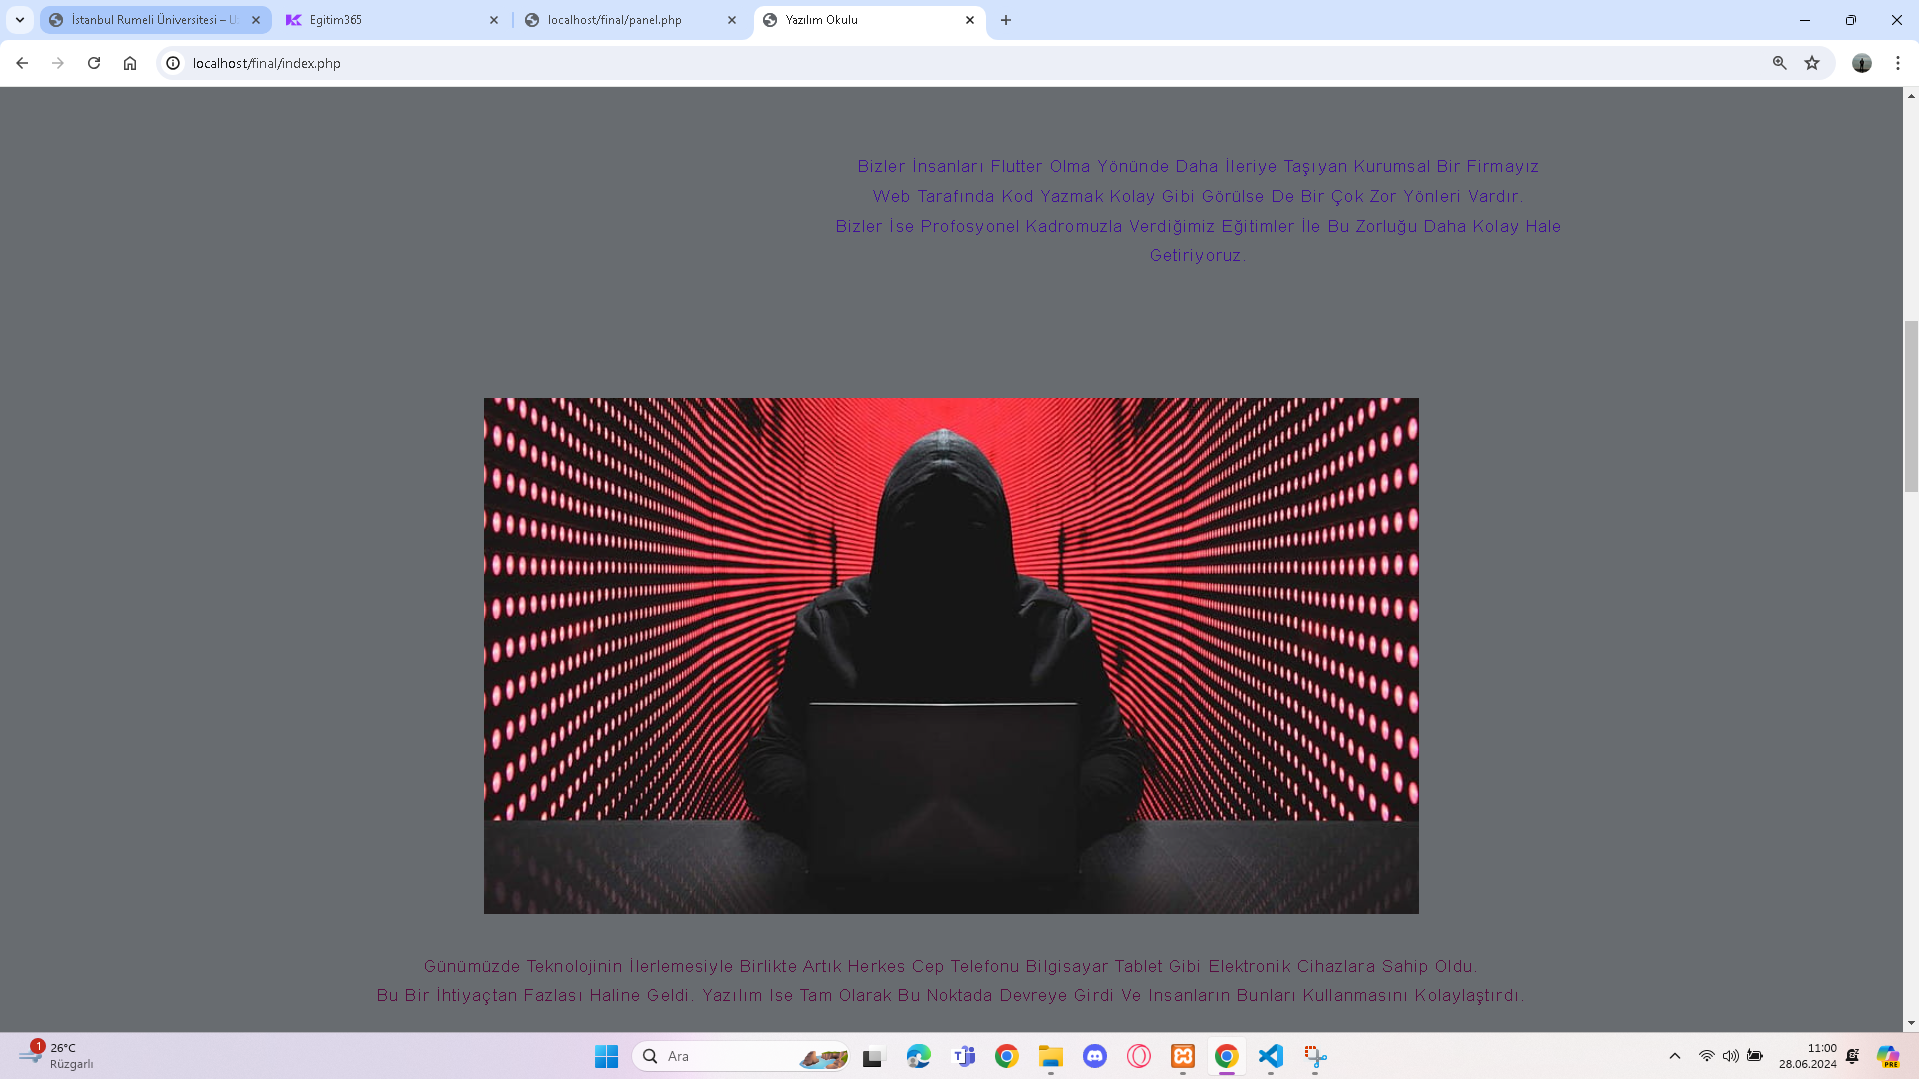 İstanbul Rumeli Üniversitesi – U
Egitim365
localhost/final/panel.php
Yazılım Okulu
localhost/final/index.php
Bizler İnsanları Flutter Olma Yönünde Daha İleriye Taşıyan Kurumsal Bir Firmayız
Web Tarafında Kod Yazmak Kolay Gibi Görülse De Bir Çok Zor Yönleri Vardır.
Bizler İse Profosyonel Kadromuzla Verdiğimiz Eğitimler İle Bu Zorluğu Daha Kolay Hale
Getiriyoruz.
Günümüzde Teknolojinin İlerlemesiyle Birlikte Artık Herkes Cep Telefonu Bilgisayar Tablet Gibi Elektronik Cihazlara Sahip Oldu.
Bu Bir İhtiyaçtan Fazlası Haline Geldi. Yazılım Ise Tam Olarak Bu Noktada Devreye Girdi Ve Insanların Bunları Kullanmasını Kolaylaştırdı.
1
26°C
Rüzgarlı
Ara
11:00
28.06.2024
PRE